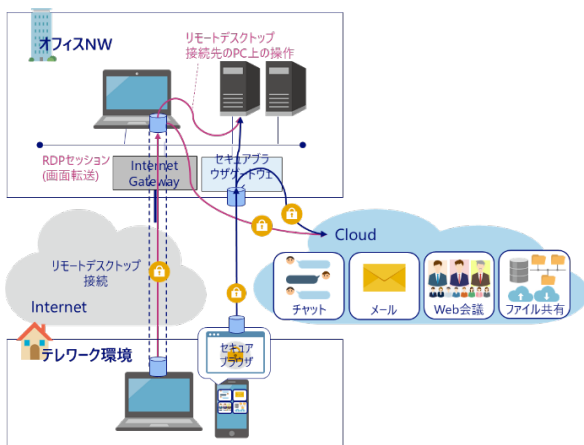 オフィスNW
リモートデスクトップ
接続先のPC上の操作
RDPセッション
(画面転送)
Internet
Gateway
セキュアブラ
ウザゲートウェ
イ
Cloud
リモートデスクトップ
接続
Internet
チャット
メール
Web会議
ファイル共有
テレワーク環境
セキュア
ブラウザ